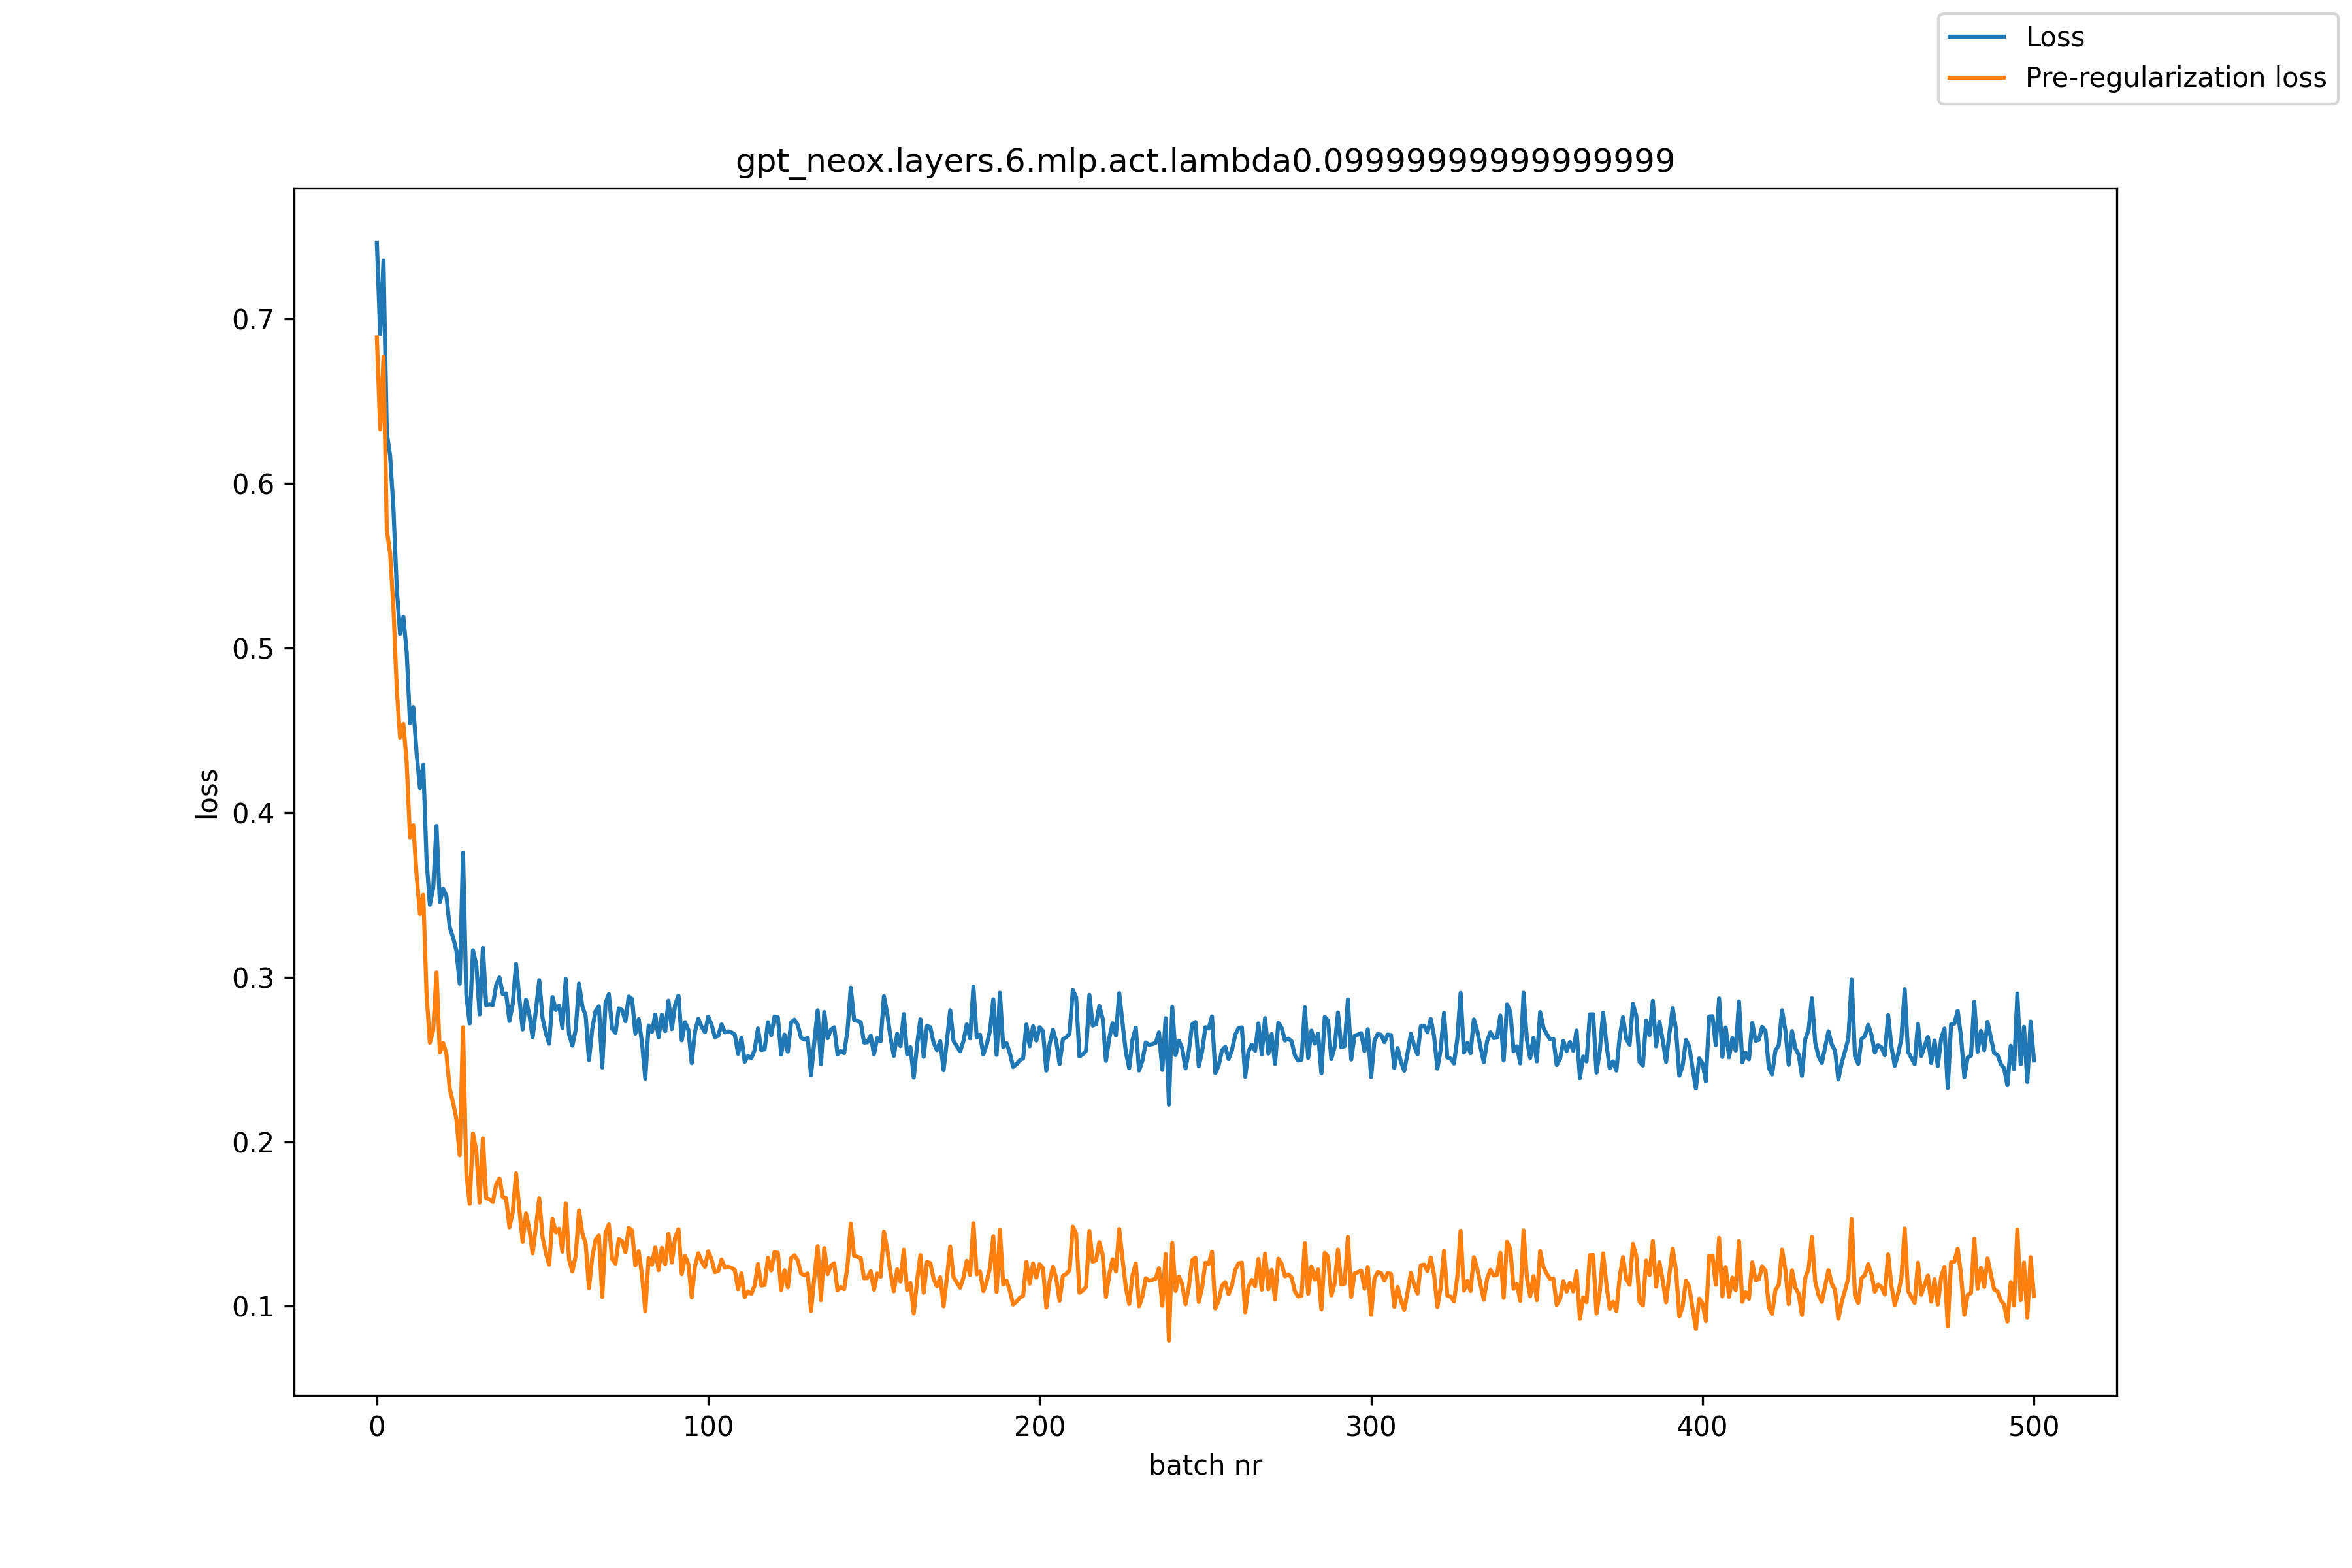 Loss
Pre-regularization loss
gpt_neox.layers.6.mlp.act.lambda0.09999999999999999
0.7
0.6
0.5
0.4
0.3
0.2
0.1
loss
0 100 200 300 400 500
batch nr